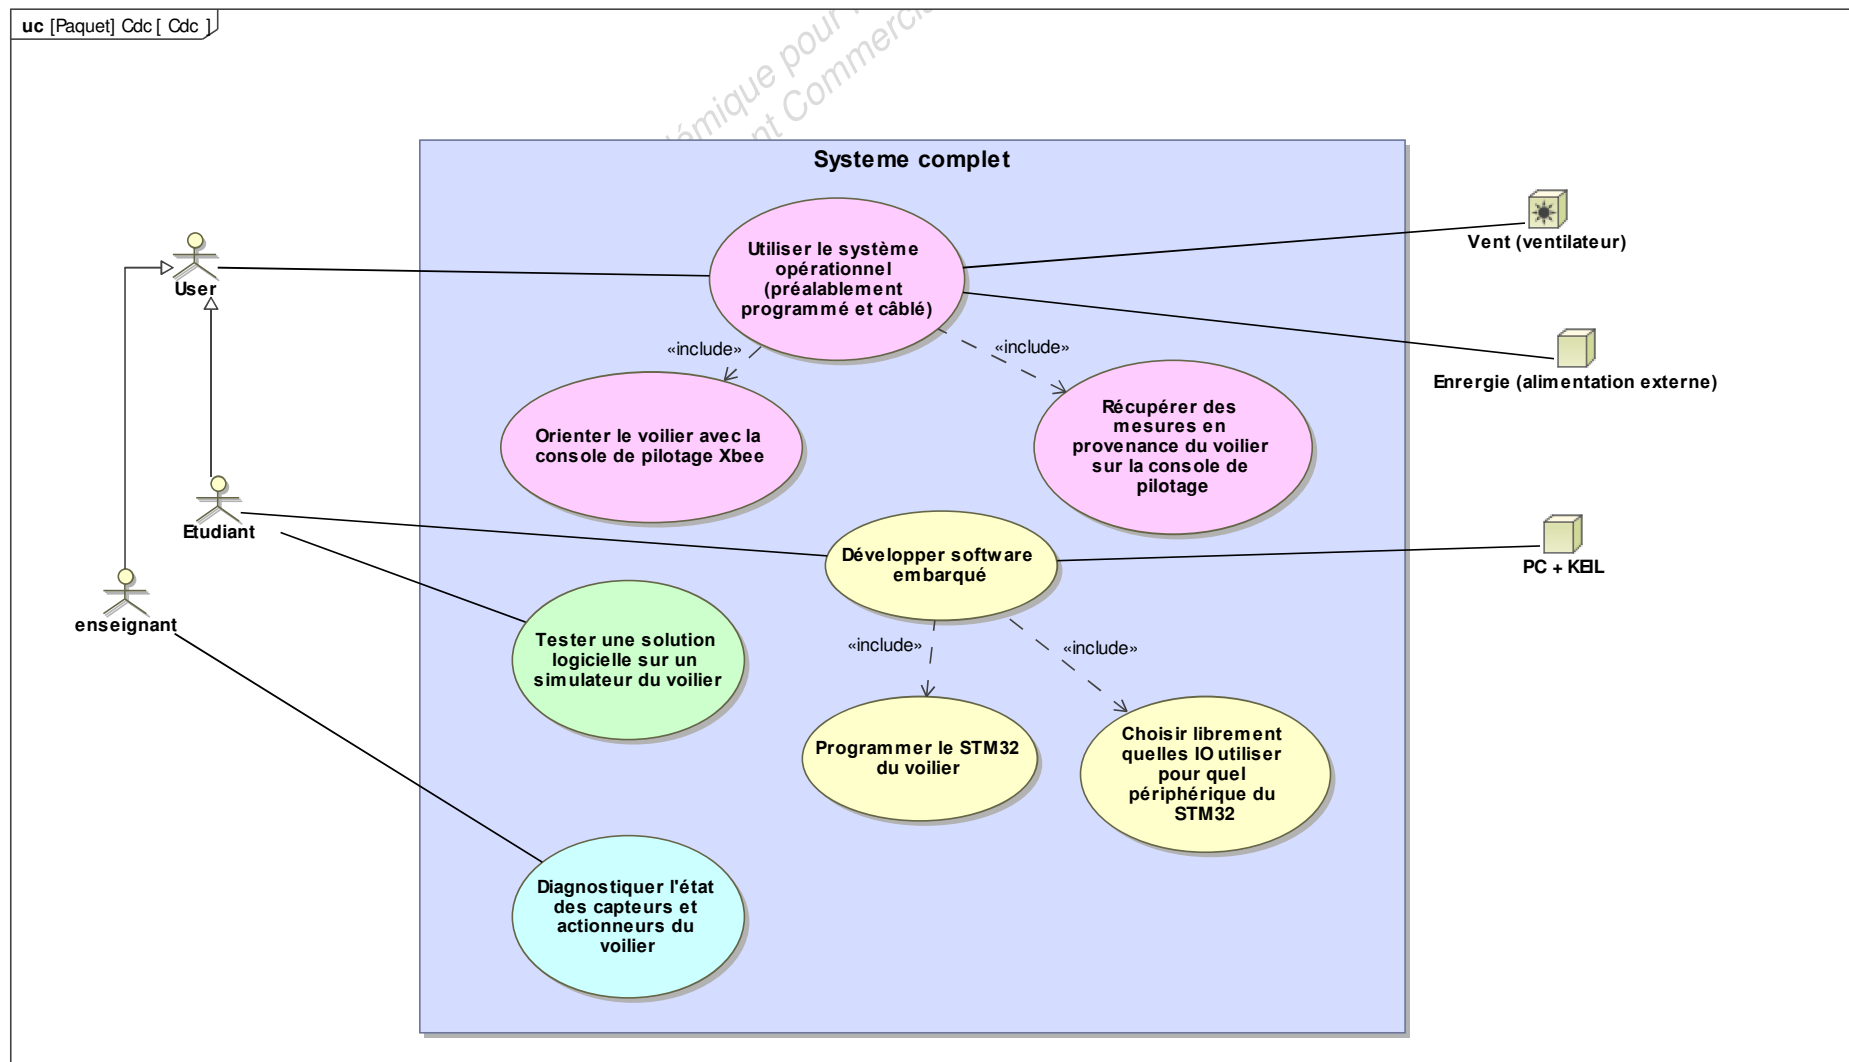 uc [Paquet] Cdc [ Cdc ]
émique pour
nt Commerci
Systeme complet
Utiliser le système
opérationnel
(préalablement
programmé et câblé)
Vent (ventilateur)
User
«include»
«include»
Enrergie (alimentation externe)
Orienter le voilier avec la
console de pilotage Xbee
Récupérer des
mesures en
provenance du voilier
sur la console de
pilotage
Etudiant
Développer software
embarqué
PC + KEIL
enseignant
Tester une solution
logicielle sur un
simulateur du voilier
«include»
«include»
Programmer le STM32
du voilier
Choisir librement
quelles IO utiliser
pour quel
périphérique du
STM32
Diagnostiquer l'état
des capteurs et
actionneurs du
voilier